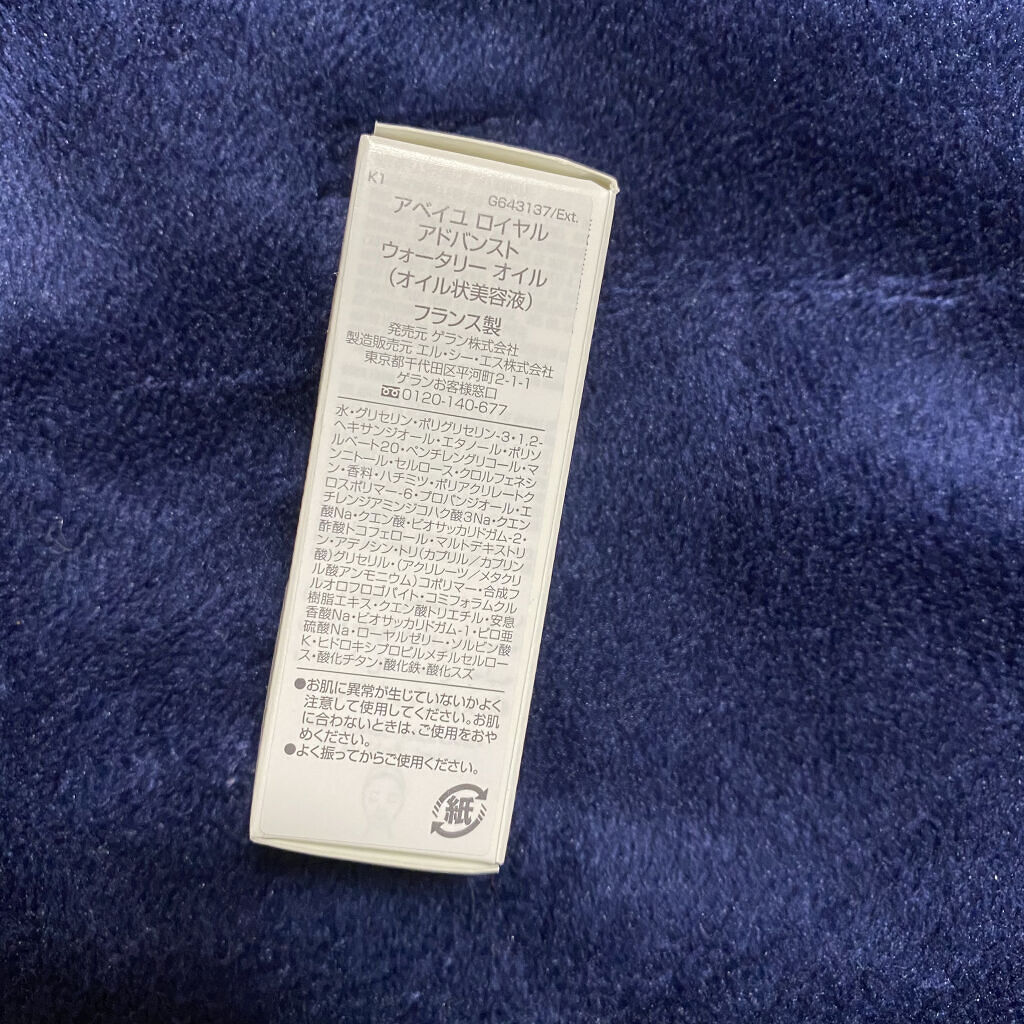 K1
G643137/Ext.
アベイユ ロイヤル
アドバンスト
ウォータリー オイル
(オイル状美容液)
フランス製
発売元 ゲラン株式会社
製造販売元 エル・シー・エス株式会社
東京都千代田区平河町2-1-1
ゲランお客様窓口
0120-140-677
水・グリセリン・ポリグリセリン-3・1,2-
ヘキサンジオール・エタノール・ポリソ
ルベート20・ペンチレングリコール・マ
ンニトール・セルロース・クロルフェネシ
ン・香料・ハチミツ・ポリアクリレートク
ロスポリマー-6・プロパンジオール・エ
チレンジアミンジコハク酸3Na・クエン
酸Na・クエン酸・ビオサッカリドガム-2・
酢酸トコフェロール・マルトデキストリ
ン・アデノシン・トリ(カプリル/カプリン
酸)グリセリル・(アクリレーツ/メタクリ
ル酸アンモニウム)コポリマー・合成フ
ルオロフロゴパイト・コミフォラムクル
樹脂エキス・クエン酸トリエチル・安息
香酸Na・ビオサッカリドガム-1・ピロ亜
硫酸Na・ローヤルゼリー・ソルビン酸
K・ヒドロキシプロピルメチルセルロー
ス・酸化チタン・酸化鉄・酸化スズ
●お肌に異常が生じていないかよく
注意して使用してください。お肌
に合わないときは、ご使用をおや
めください。
●よく振ってからご使用ください。
紙